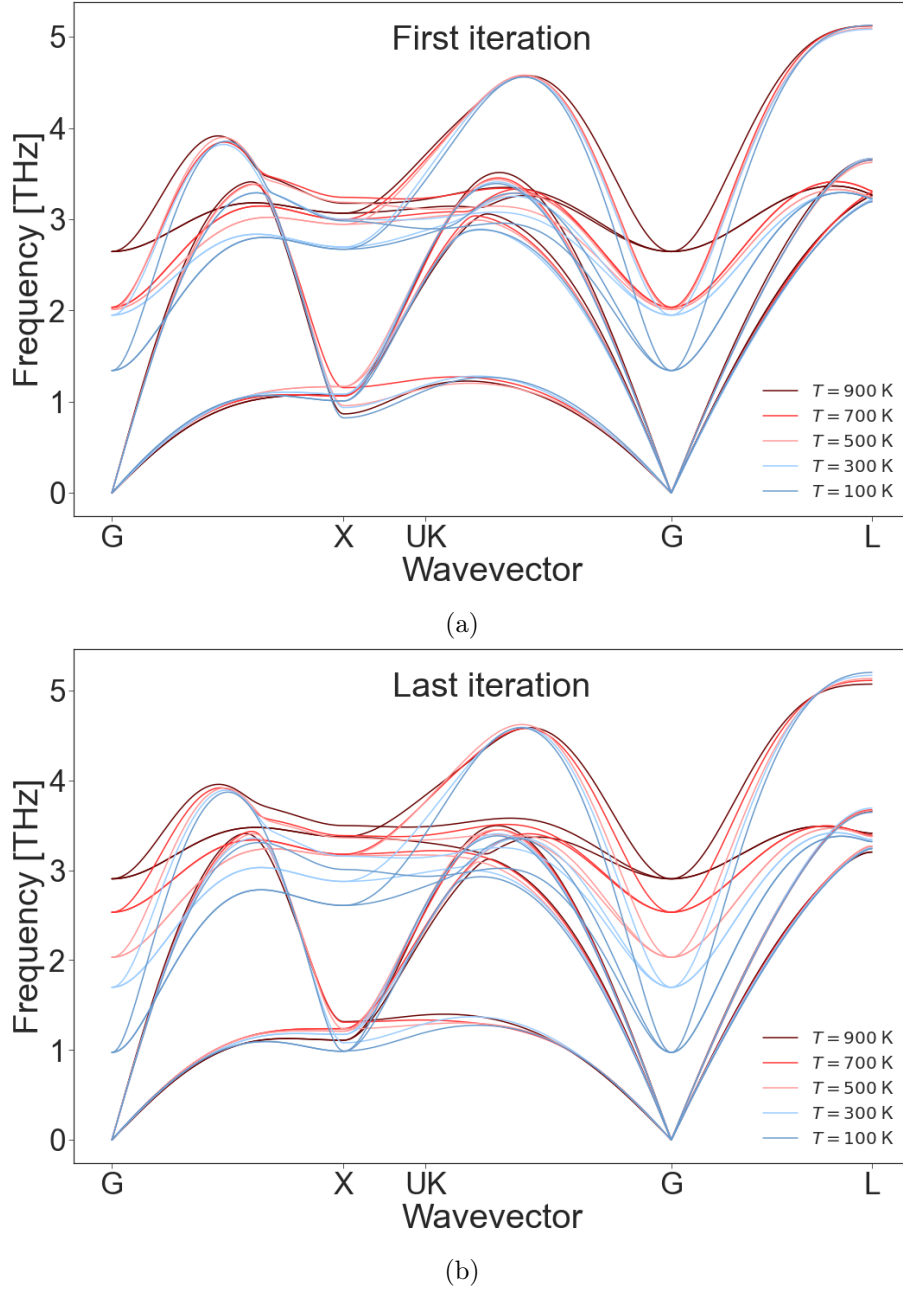 First iteration
Frequency [THz]
5
4
3
2
1
0
T = 900 K
T = 700 K
T = 500 K
T = 300 K
T = 100 K
G X UK G L
Wavevector
(a)
Last iteration
Frequency [THz]
5
4
3
2
1
0
T = 900 K
T = 700 K
T = 500 K
T = 300 K
T = 100 K
G X UK G L
Wavevector
(b)